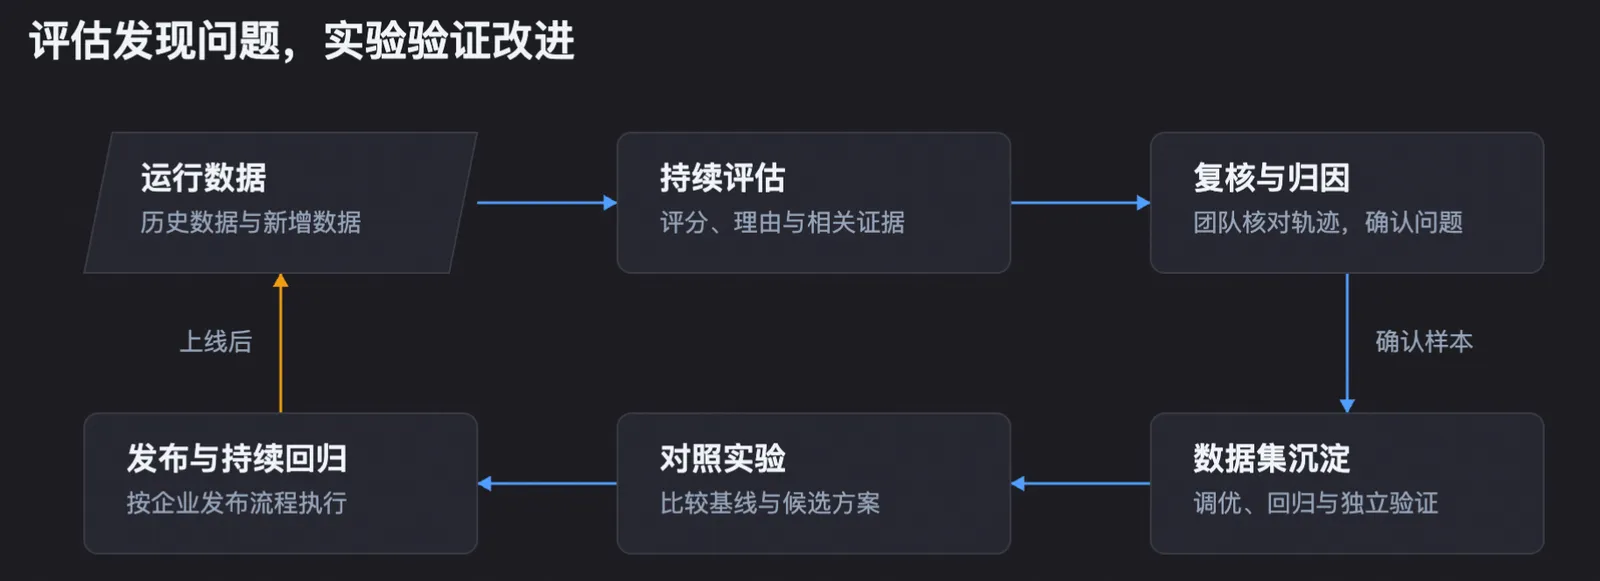 评估发现问题，实验验证改进
运行数据
历史数据与新增数据
持续评估
评分、理由与相关证据
复核与归因
团队核对轨迹，确认问题
上线后
确认样本
发布与持续回归
按企业发布流程执行
对照实验
比较基线与候选方案
数据集沉淀
调优、回归与独立验证